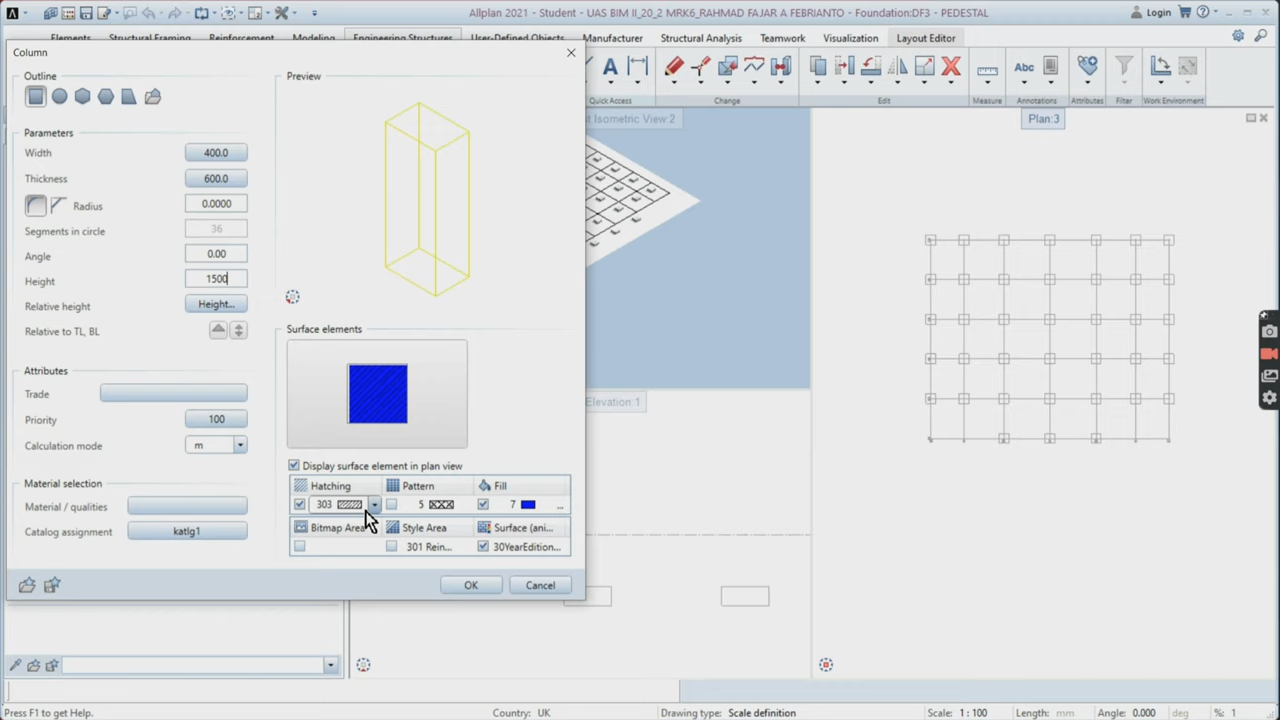 Allplan 2021 - Student - UAS BIM II_20_2 MRK6_RAHMAD FAJAR A FEBRIANTO - Foundation:DF3 - PEDESTAL
Login
Elements
Structural Framing
Reinforcement
Modeling
Engineering Structures
User-Defined Objects
Manufacturer
Structural Analysis
Teamwork
Visualization
Layout Editor
Quick Access
Change
Edit
Measure
Abc
Annotations
Attributes
Filter
Work Environment
Column
Outline
Preview
Parameters
Width 400.0
Thickness 600.0
Radius 0.0000
Segments in circle 36
Angle 0.00
Height 1500
Relative height Height...
Relative to TL, BL
Attributes
Trade
Priority 100
Calculation mode m
Material selection
Material / qualities
Catalog assignment katlg1
Surface elements
Display surface element in plan view
Hatching Pattern Fill
303 5 7 ...
Bitmap Area Style Area Surface (ani...
301 Rein... 30YearEdition...
OK Cancel
Isometric View:2
Plan:3
Elevation:1
Press F1 to get Help.
Country: UK
Drawing type: Scale definition
Scale: 1 : 100
Length: mm
Angle: 0.000 deg
%: 1